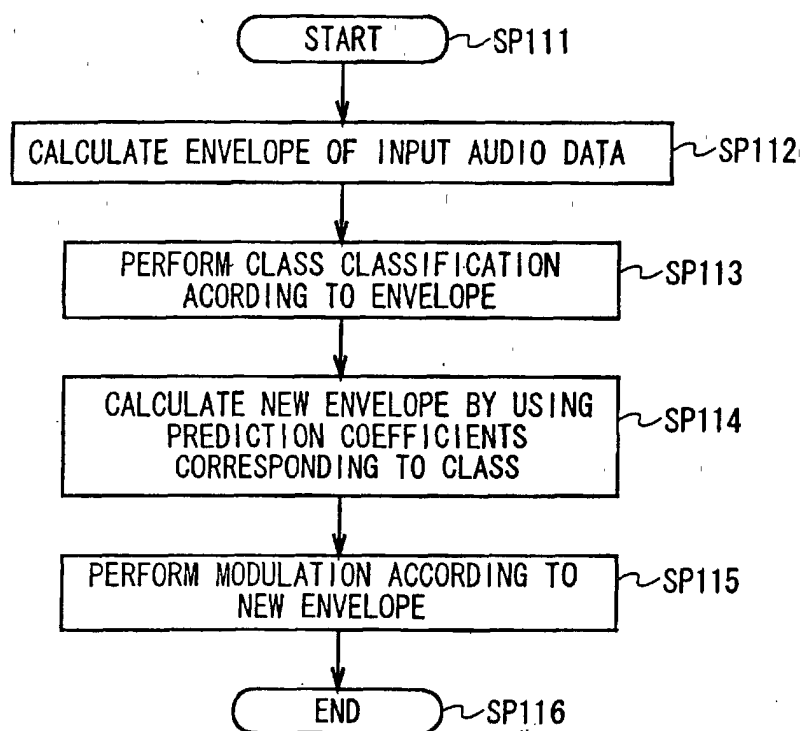 START
SP111
CALCULATE ENVELOPE OF INPUT AUDIO DATA
SP112
PERFORM CLASS CLASSIFICATION
ACORDING TO ENVELOPE
SP113
CALCULATE NEW ENVELOPE BY USING
PREDICTION COEFFICIENTS
CORRESPONDING TO CLASS
SP114
PERFORM MODULATION ACCORDING TO
NEW ENVELOPE
SP115
END
SP116